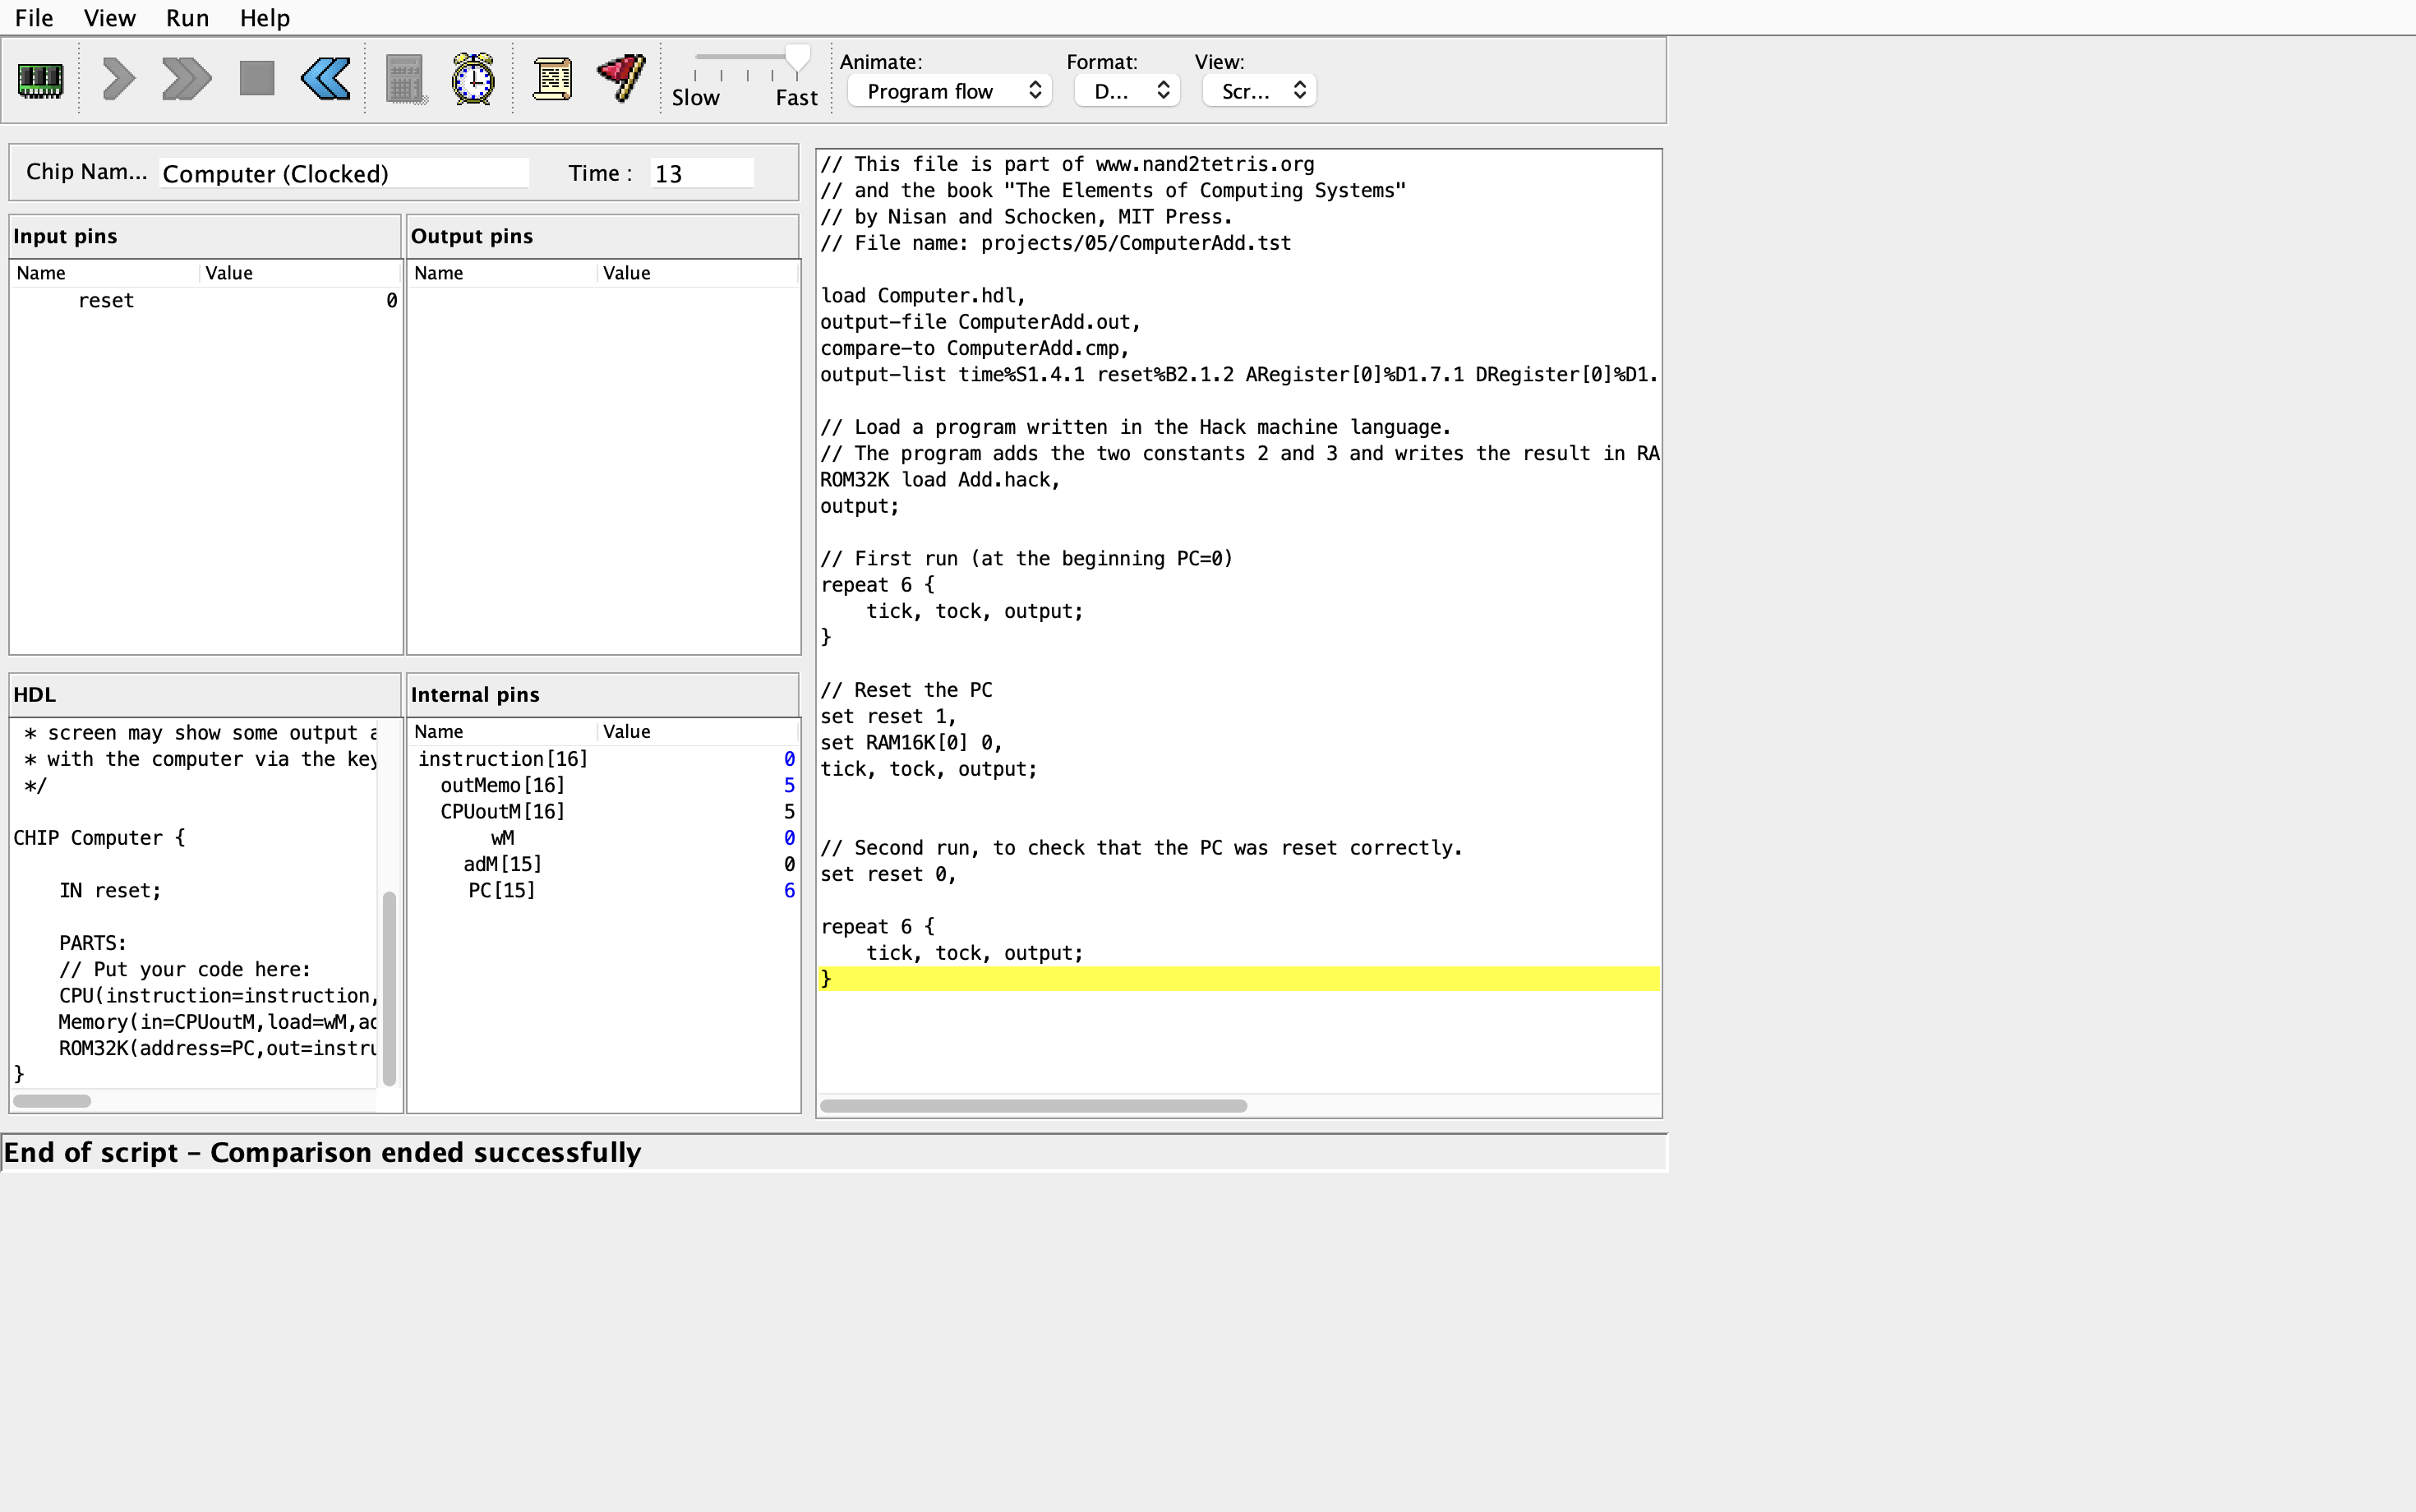 File View Run Help
Slow Fast
Animate: Format: View:
Program flow D... Scr...
Chip Nam... Computer (Clocked) Time : 13
Input pins
Name Value
reset 0
Output pins
Name Value
HDL
* screen may show some output a
* with the computer via the key
*/
CHIP Computer {
IN reset;
PARTS:
// Put your code here:
CPU(instruction=instruction,
Memory(in=CPUoutM,load=wM,ad
ROM32K(address=PC,out=instru
}
Internal pins
Name Value
instruction[16] 0
outMemo[16] 5
CPUoutM[16] 5
wM 0
adM[15] 0
PC[15] 6
// This file is part of www.nand2tetris.org
// and the book "The Elements of Computing Systems"
// by Nisan and Schocken, MIT Press.
// File name: projects/05/ComputerAdd.tst
load Computer.hdl,
output-file ComputerAdd.out,
compare-to ComputerAdd.cmp,
output-list time%S1.4.1 reset%B2.1.2 ARegister[0]%D1.7.1 DRegister[0]%D1.
// Load a program written in the Hack machine language.
// The program adds the two constants 2 and 3 and writes the result in RA
ROM32K load Add.hack,
output;
// First run (at the beginning PC=0)
repeat 6 {
tick, tock, output;
}
// Reset the PC
set reset 1,
set RAM16K[0] 0,
tick, tock, output;
// Second run, to check that the PC was reset correctly.
set reset 0,
repeat 6 {
tick, tock, output;
}
End of script - Comparison ended successfully